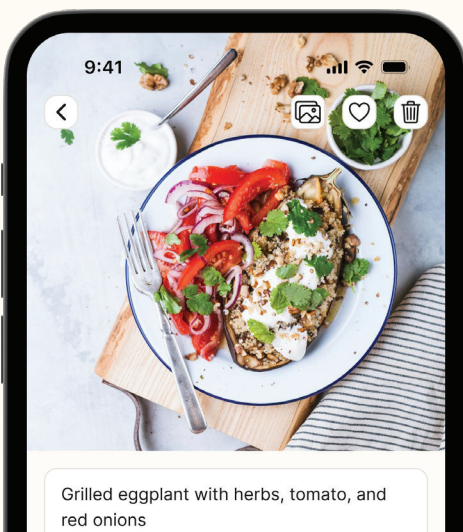 9:41
Grilled eggplant with herbs, tomato, and
red onions